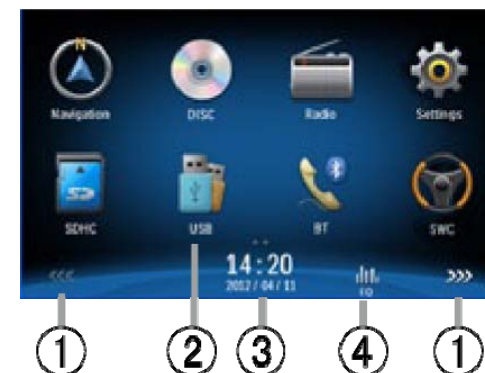 N
Navigation DISC Radio Settings
SDHC USB BT SWC
<<< 14:20 >>>
2012 / 04 / 11 EQ
① ② ③ ④ ①